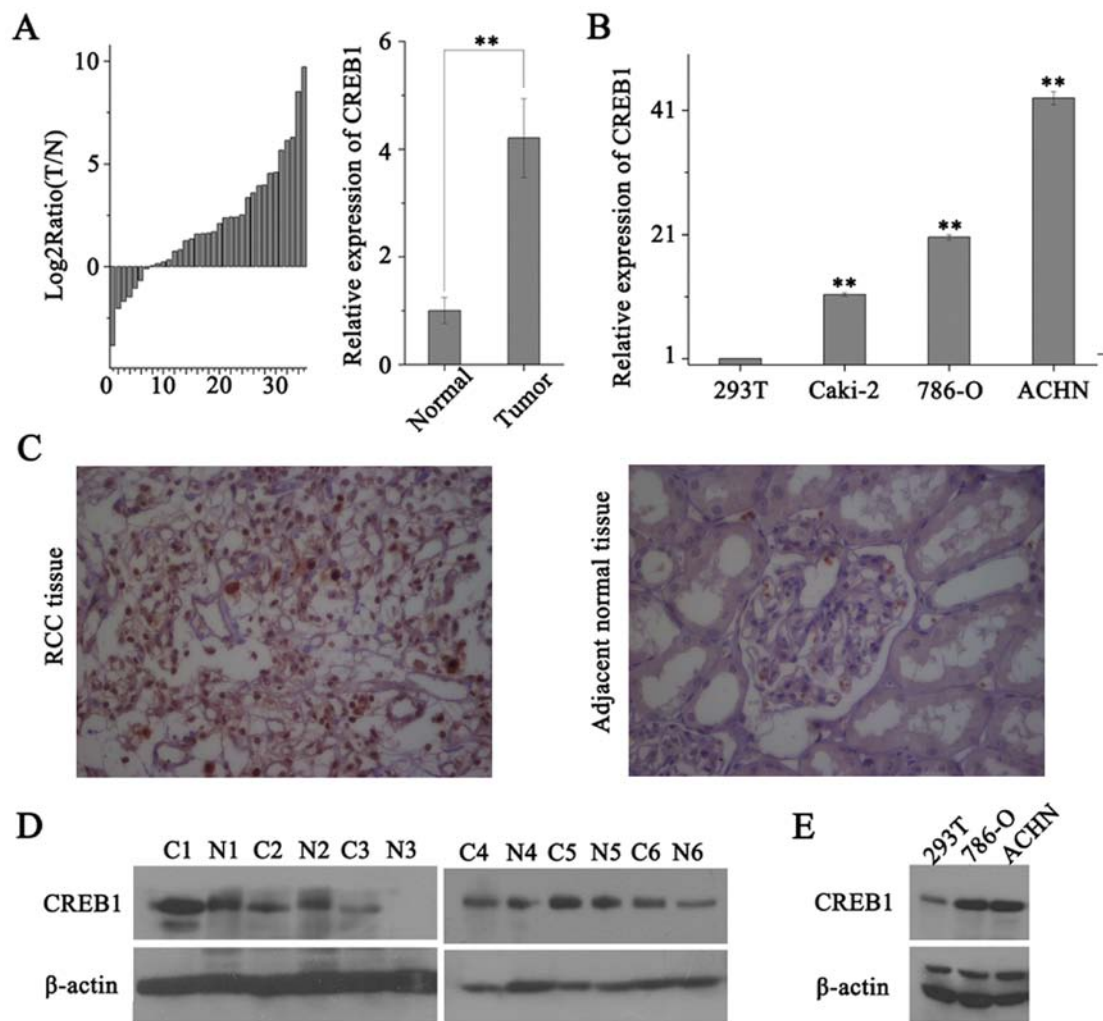 A
Log2Ratio(T/N)
10
5
0
0 10 20 30
Relative expression of CREB1
6
4
2
0
**
Normal
Tumor
B
Relative expression of CREB1
41
21
1
**
**
**
293T Caki-2 786-O ACHN
C
RCC tissue
Adjacent normal tissue
D
C1 N1 C2 N2 C3 N3
C4 N4 C5 N5 C6 N6
CREB1
β-actin
E
293T
786-O
ACHN
CREB1
β-actin